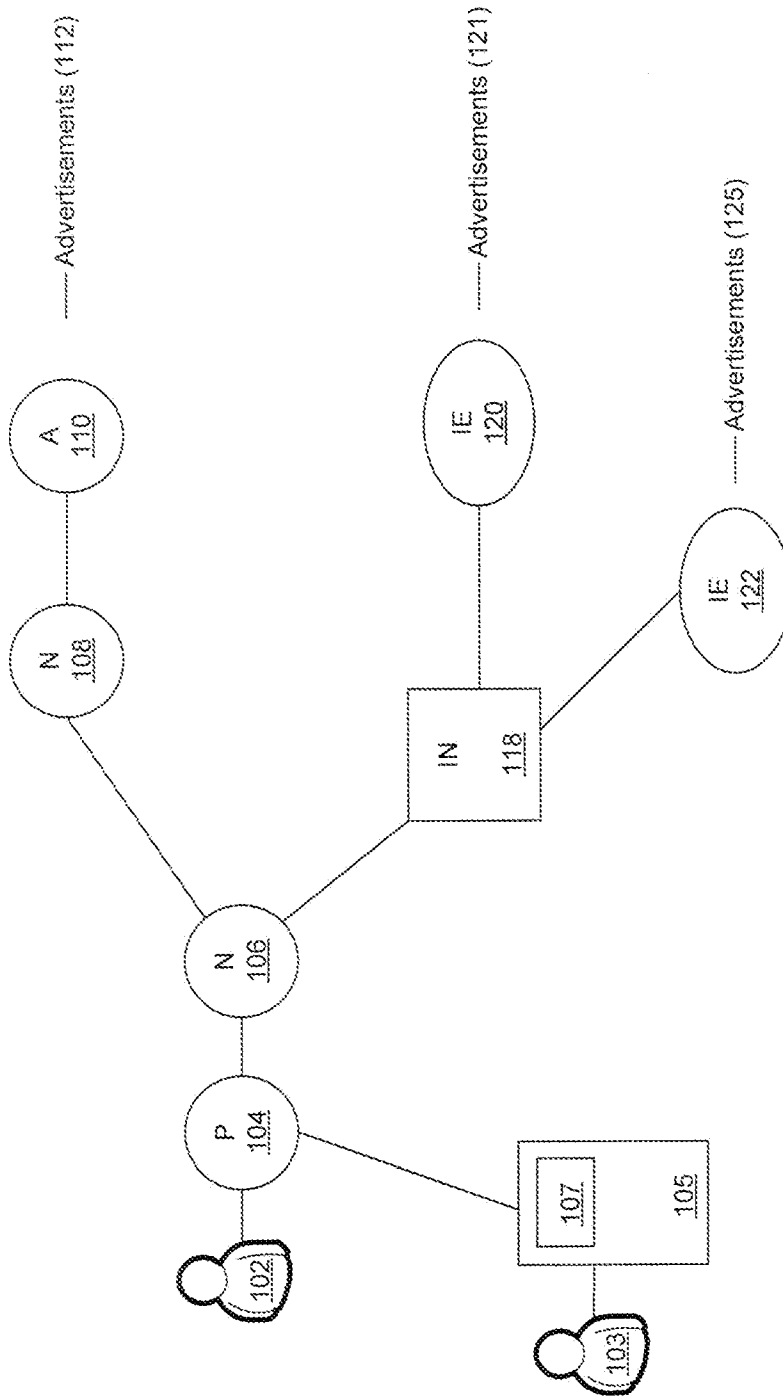 A
110
Advertisements (112)
N
108
IE
120
Advertisements (121)
IE
122
Advertisements (125)
IN
118
N
106
P
104
102
107
105
103